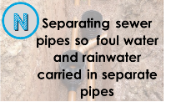 N Separating sewer
pipes so foul water
and rainwater
carried in separate
pipes